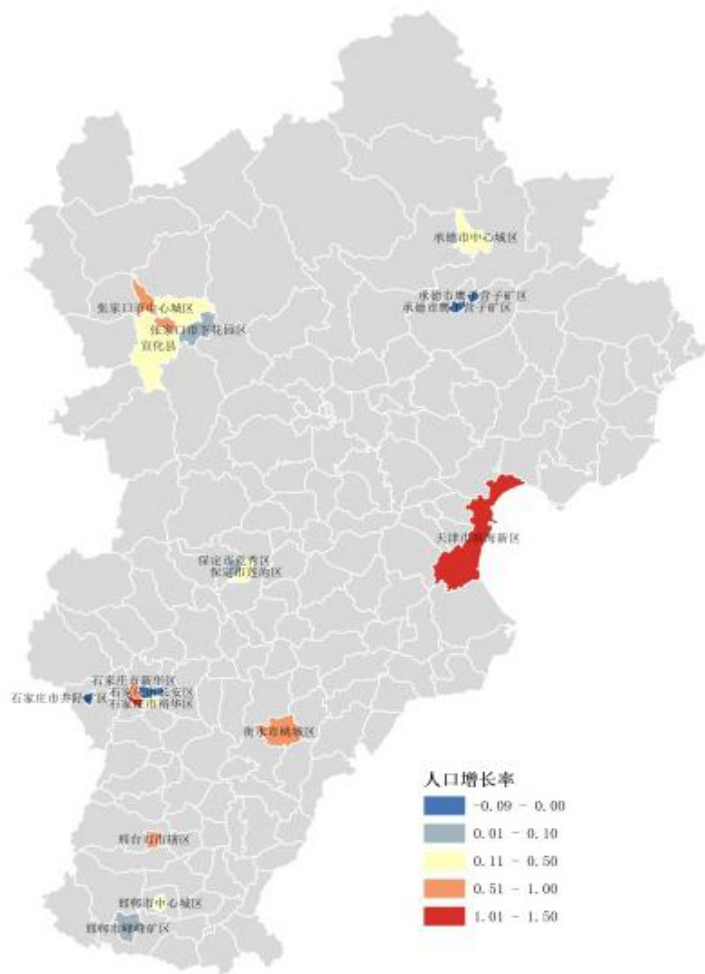 承德市中心城区
承德市鹰手营子矿区
承德市鹰手营子矿区
张家口市中心城区
张家口市下花园区
宣化县
天津市滨海新区
保定市竞秀区
保定市莲池区
石家庄市新华区
石家庄市长安区
石家庄市井陉矿区
石家庄市裕华区
衡水市桃城区
人口增长率
-0.09 - 0.00
0.01 - 0.10
0.11 - 0.50
0.51 - 1.00
1.01 - 1.50
邢台市市辖区
邯郸市中心城区
邯郸市峰峰矿区